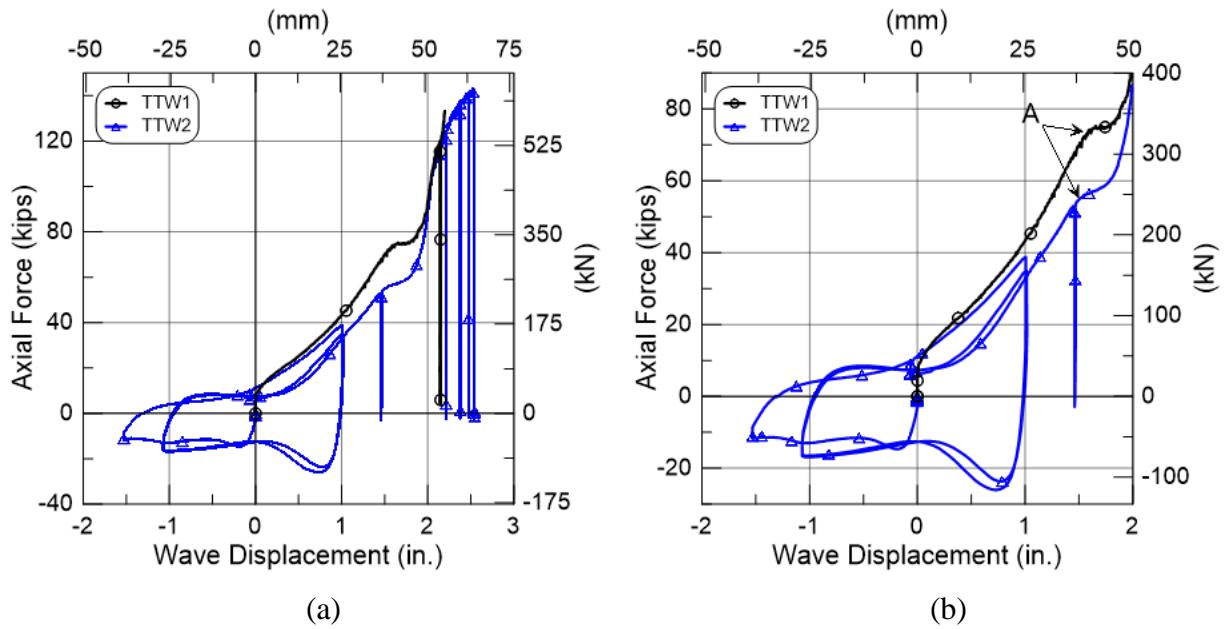 (mm)
-50 -25 0 25 50 75
TTW1
TTW2
120
80
40
0
-40
Axial Force (kips)
525
350
175
0
-175
(kN)
-2 -1 0 1 2 3
Wave Displacement (in.)
(a)
(mm)
-50 -25 0 25 50
TTW1
TTW2
A
80
60
40
20
0
-20
Axial Force (kips)
400
300
200
100
0
-100
(kN)
-2 -1 0 1 2
Wave Displacement (in.)
(b)